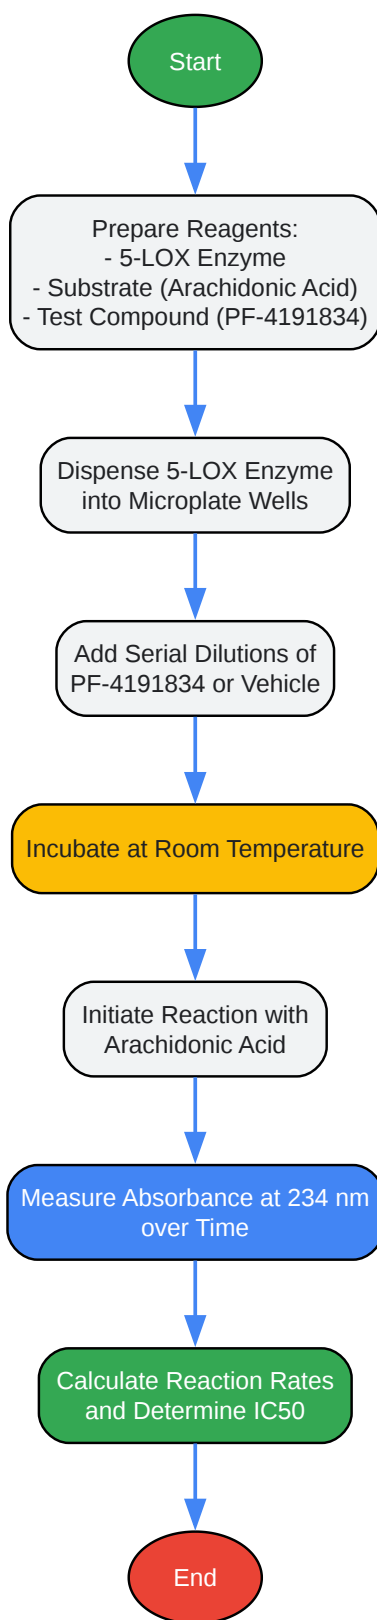 Start
Prepare Reagents:
- 5-LOX Enzyme
- Substrate (Arachidonic Acid)
- Test Compound (PF-4191834)
Dispense 5-LOX Enzyme
into Microplate Wells
Add Serial Dilutions of
PF-4191834 or Vehicle
Incubate at Room Temperature
Initiate Reaction with
Arachidonic Acid
Measure Absorbance at 234 nm
over Time
Calculate Reaction Rates
and Determine IC50
End